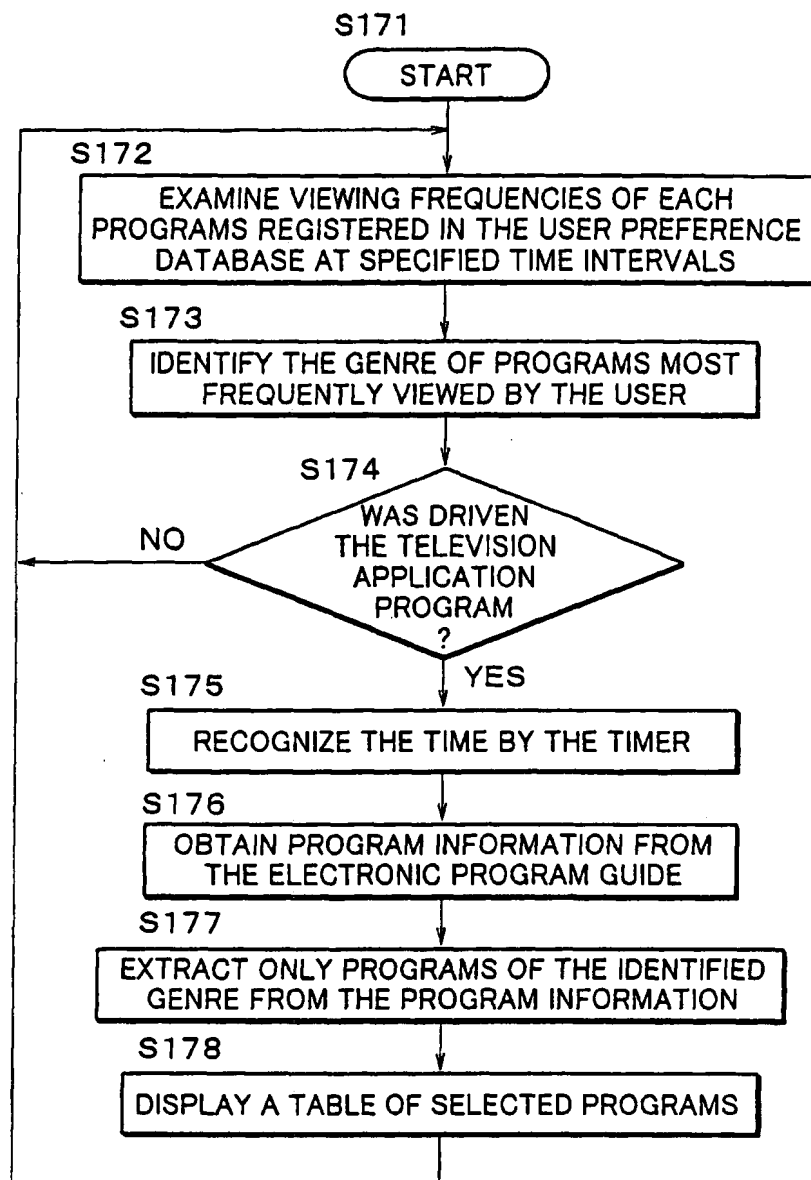 S171
START
S172
EXAMINE VIEWING FREQUENCIES OF EACH
PROGRAMS REGISTERED IN THE USER PREFERENCE
DATABASE AT SPECIFIED TIME INTERVALS
S173
IDENTIFY THE GENRE OF PROGRAMS MOST
FREQUENTLY VIEWED BY THE USER
S174
WAS DRIVEN
THE TELEVISION
APPLICATION
PROGRAM
?
NO
YES
S175
RECOGNIZE THE TIME BY THE TIMER
S176
OBTAIN PROGRAM INFORMATION FROM
THE ELECTRONIC PROGRAM GUIDE
S177
EXTRACT ONLY PROGRAMS OF THE IDENTIFIED
GENRE FROM THE PROGRAM INFORMATION
S178
DISPLAY A TABLE OF SELECTED PROGRAMS